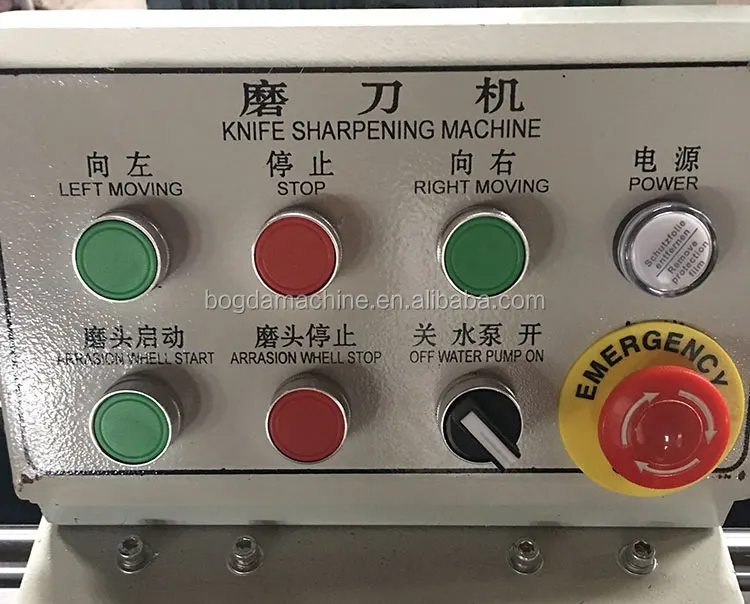 磨刀机
KNIFE SHARPENING MACHINE
向左 停止 向右 电源
LEFT MOVING STOP RIGHT MOVING POWER
Schutzfolie
entfernen
Remove
protection
film
bogdamachine.en.alibaba.com
磨头启动 磨头停止 关 水泵 开
ARRASION WHELL START ARRASION WHELL STOP OFF WATER PUMP ON
EMERGENCY